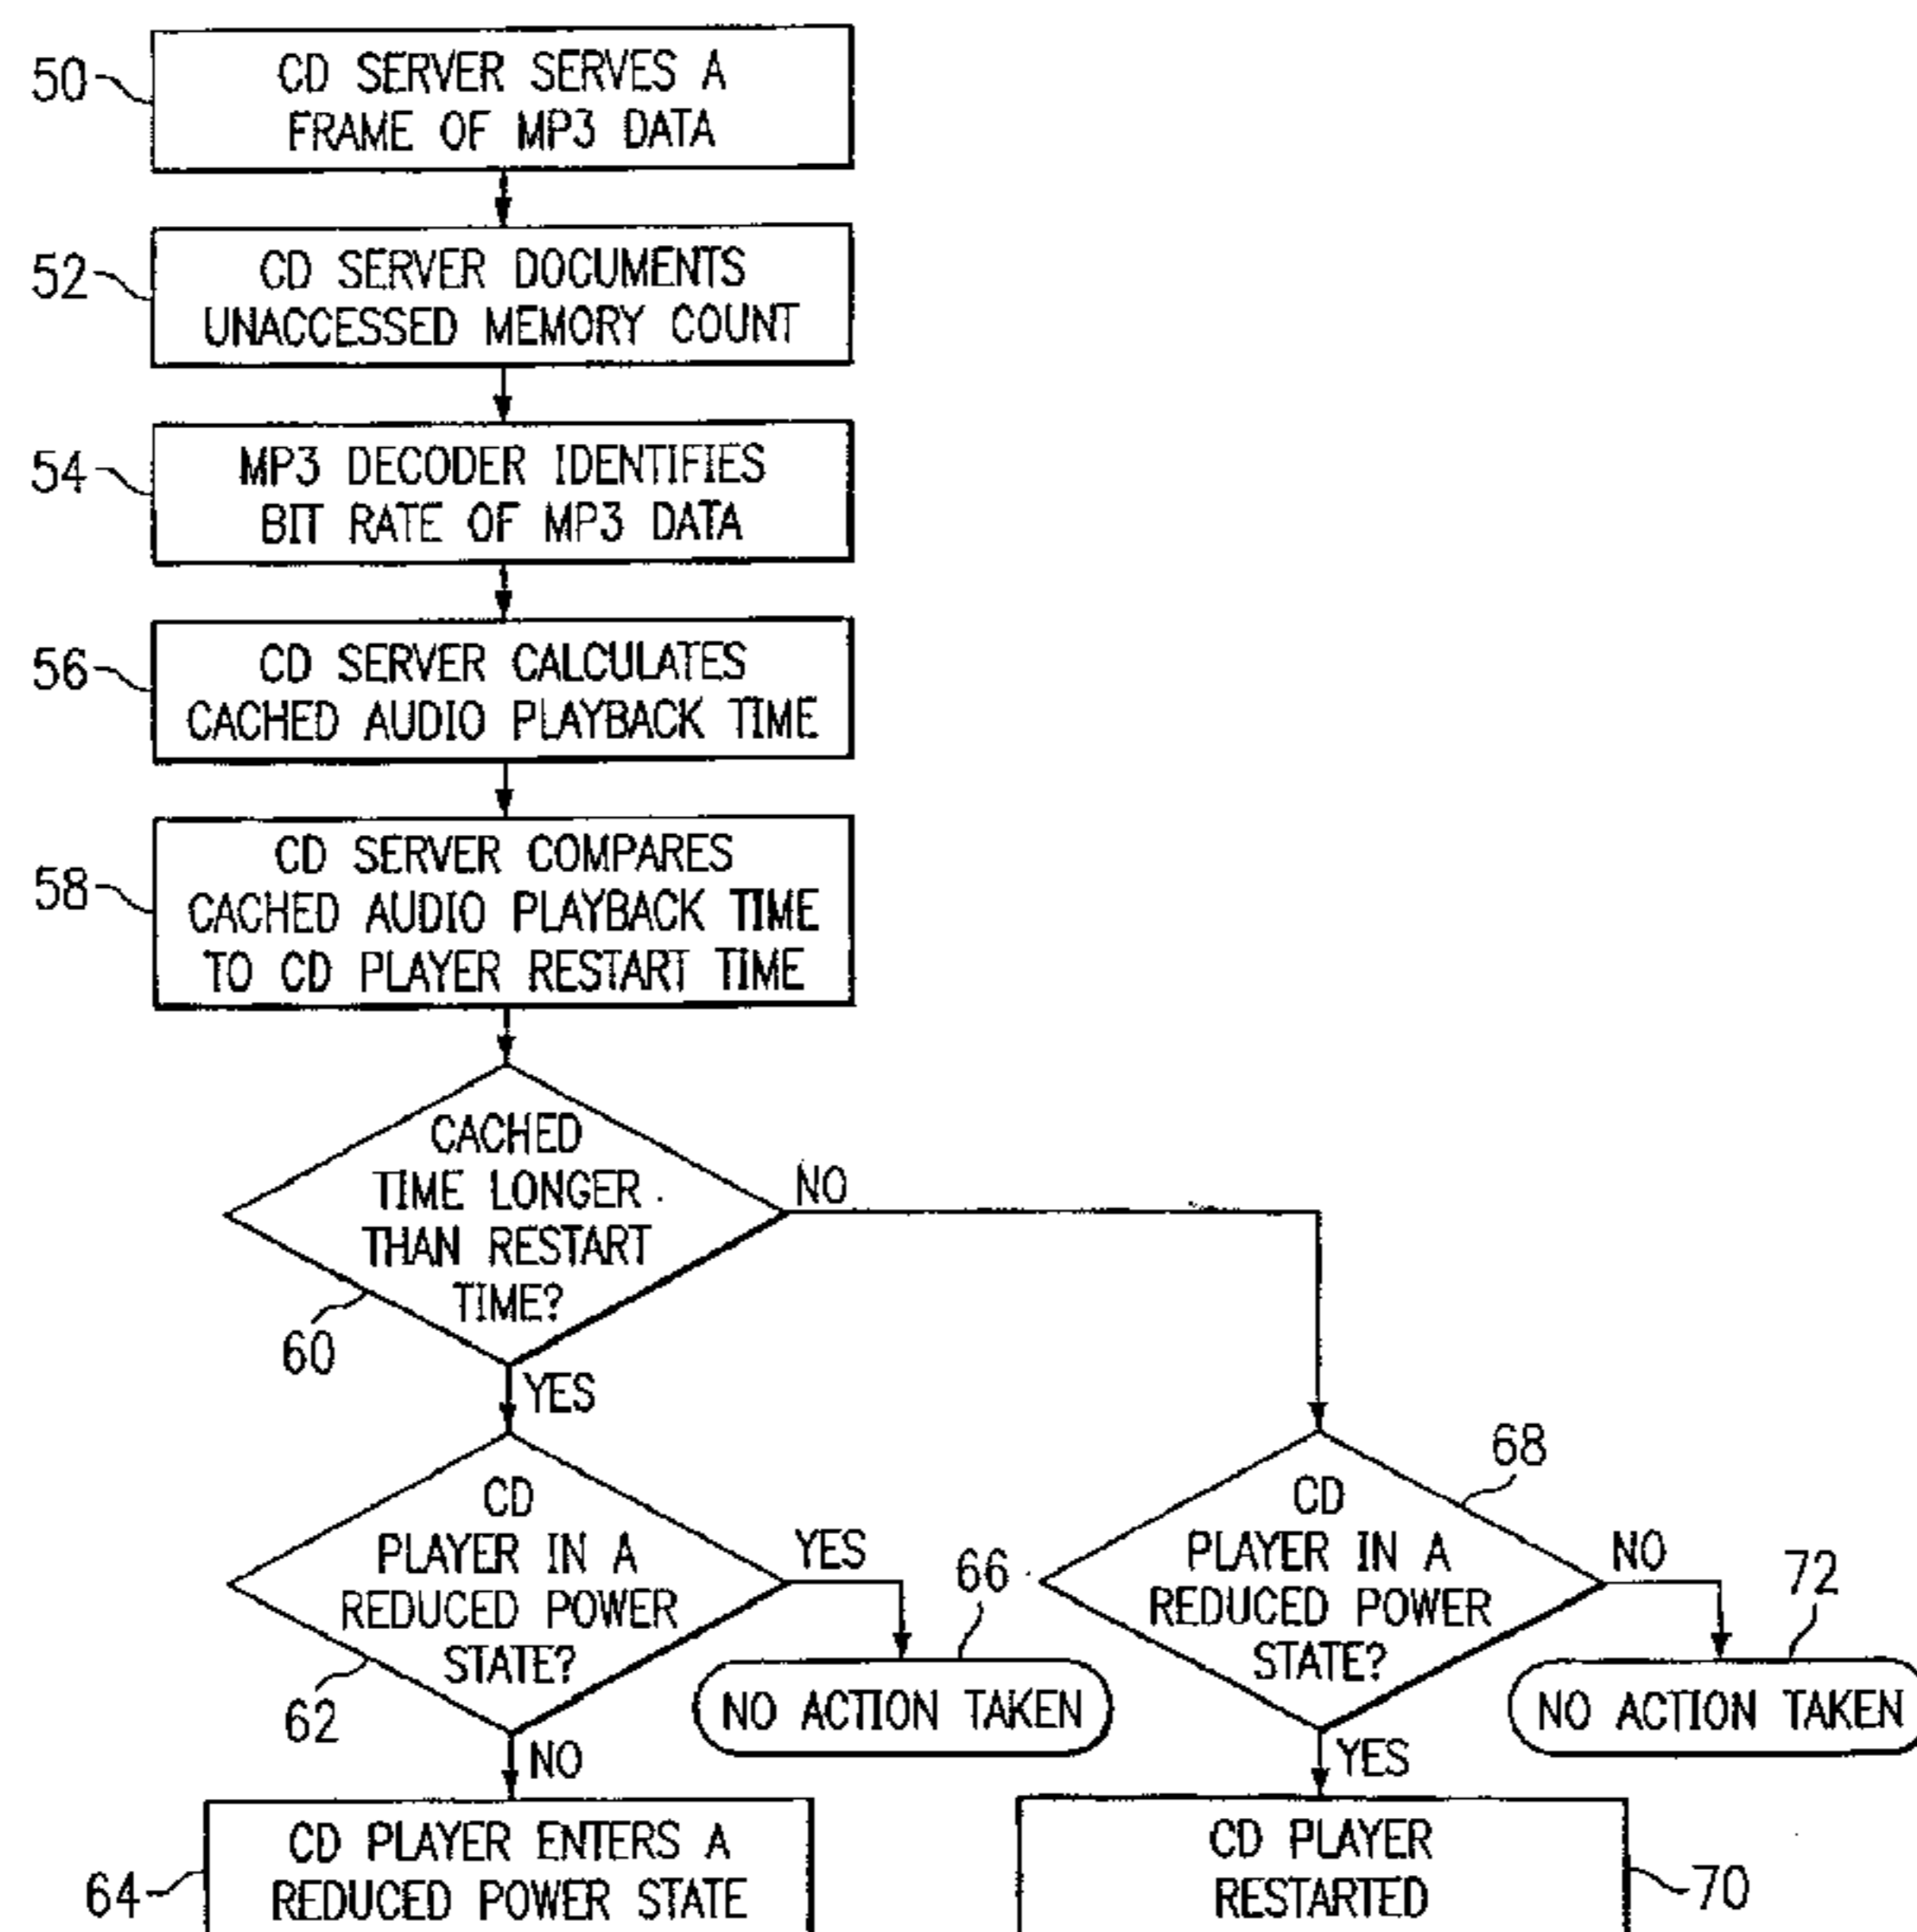 50
CD SERVER SERVES A
FRAME OF MP3 DATA
52
CD SERVER DOCUMENTS
UNACCESSED MEMORY COUNT
54
MP3 DECODER IDENTIFIES
BIT RATE OF MP3 DATA
56
CD SERVER CALCULATES
CACHED AUDIO PLAYBACK TIME
58
CD SERVER COMPARES
CACHED AUDIO PLAYBACK TIME
TO CD PLAYER RESTART TIME
CACHED
TIME LONGER
THAN RESTART
TIME?
60
NO
YES
CD
PLAYER IN A
REDUCED POWER
STATE?
62
YES
66
NO ACTION TAKEN
NO
CD
PLAYER IN A
REDUCED POWER
STATE?
68
NO
72
NO ACTION TAKEN
YES
64
CD PLAYER ENTERS A
REDUCED POWER STATE
CD PLAYER
RESTARTED
70